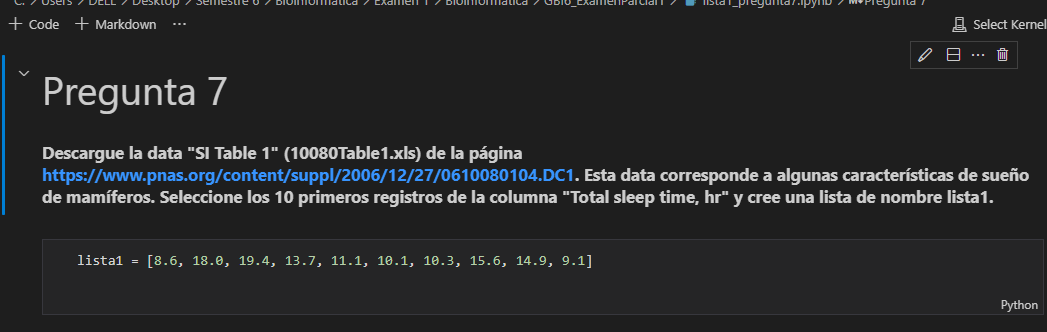 C: > Users > DELL > Desktop > Semestre 6 > Bioinformatica > Examen 1 > Bioinformatica > GBI6_ExamenParcial1 > lista1_pregunta7.ipynb > M↓ Pregunta 7
+ Code + Markdown ··· Select Kernel
Pregunta 7
Descargue la data "SI Table 1" (10080Table1.xls) de la página
https://www.pnas.org/content/suppl/2006/12/27/0610080104.DC1. Esta data corresponde a algunas características de sueño
de mamíferos. Seleccione los 10 primeros registros de la columna "Total sleep time, hr" y cree una lista de nombre lista1.
lista1 = [8.6, 18.0, 19.4, 13.7, 11.1, 10.1, 10.3, 15.6, 14.9, 9.1]
Python